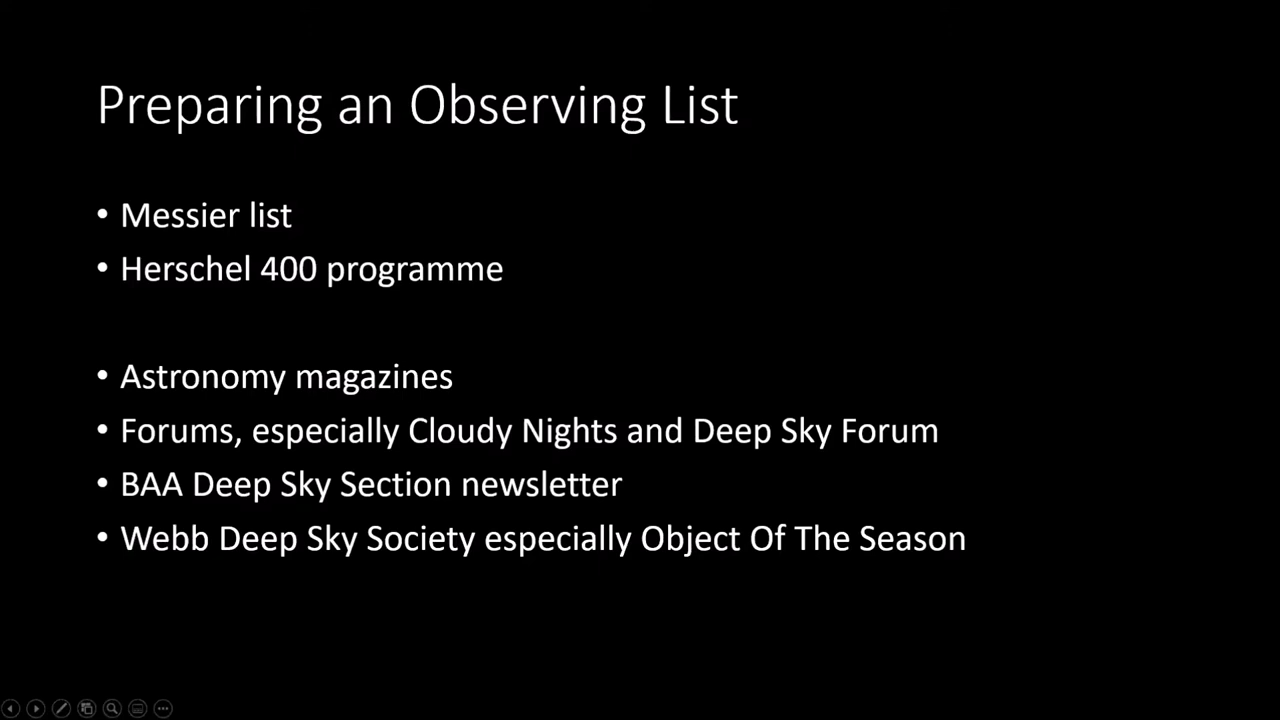 Preparing an Observing List
• Messier list
• Herschel 400 programme
• Astronomy magazines
• Forums, especially Cloudy Nights and Deep Sky Forum
• BAA Deep Sky Section newsletter
• Webb Deep Sky Society especially Object Of The Season